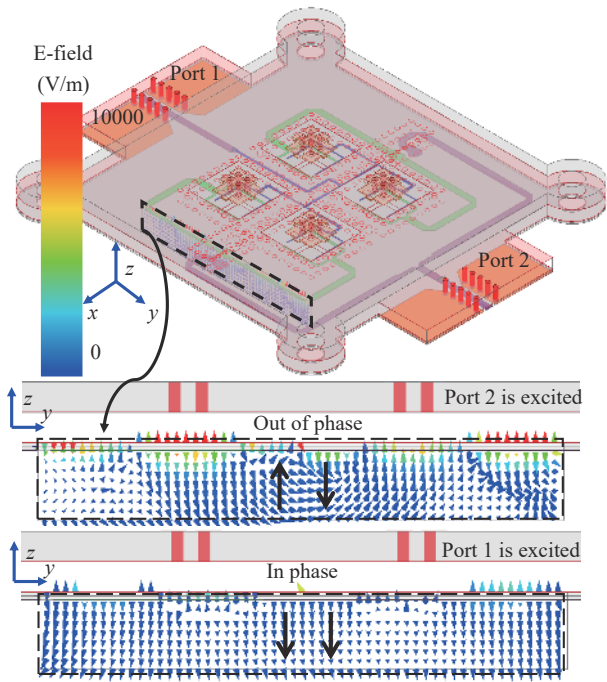 E-field
(V/m)
Port 1
10000
z
x
y
0
Port 2
z
y
Port 2 is excited
Out of phase
z
y
Port 1 is excited
In phase